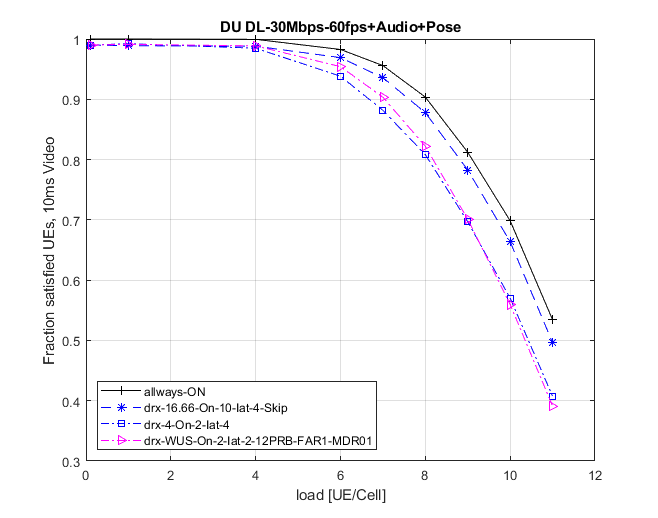 DU DL-30Mbps-60fps+Audio+Pose
Fraction satisfied UEs, 10ms Video
1
0.9
0.8
0.7
0.6
0.5
0.4
0.3
allways-ON
drx-16.66-On-10-Iat-4-Skip
drx-4-On-2-Iat-4
drx-WUS-On-2-Iat-2-12PRB-FAR1-MDR01
0
2
4
6
8
10
12
load [UE/Cell]